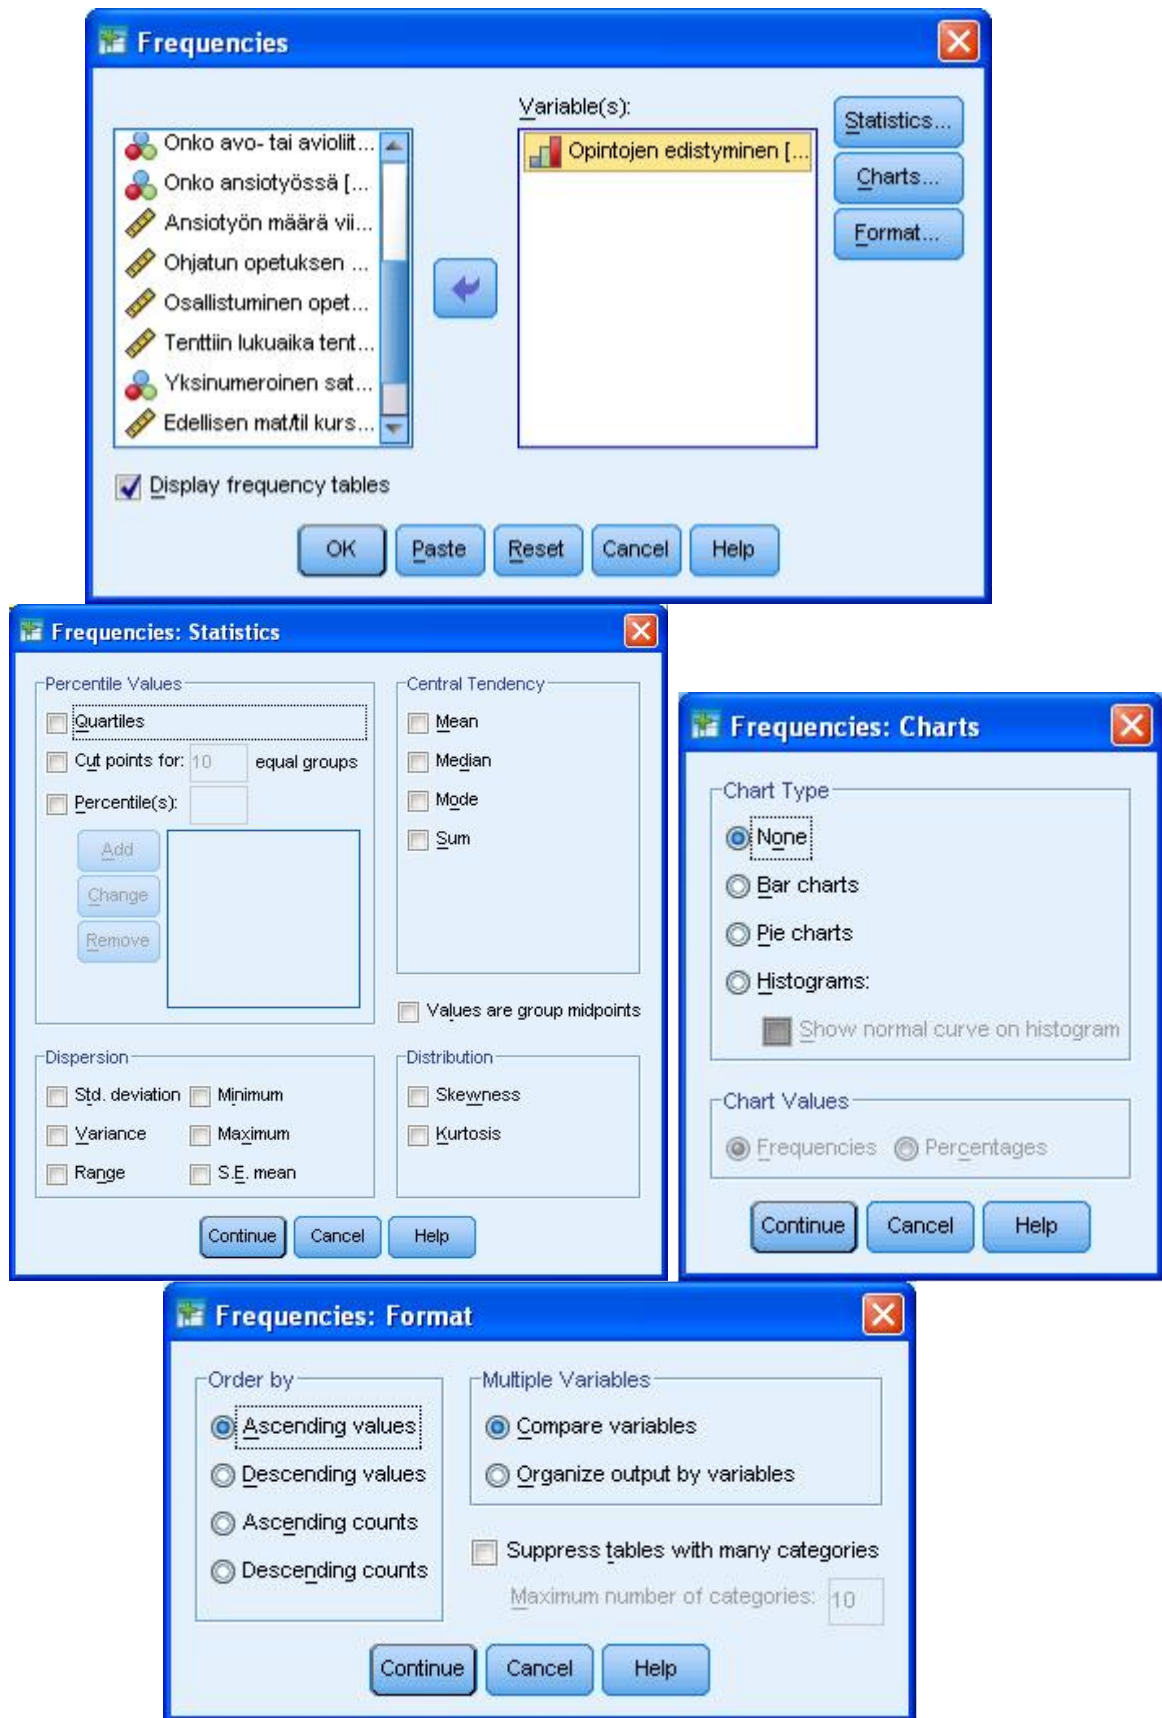 Frequencies
Variable(s):
Onko avo- tai avioliit...
Onko ansiotyössä [...
Ansiotyön määrä vii...
Ohjatun opetuksen ...
Osallistuminen opet...
Tenttiin lukuaika tent...
Yksinumeroinen sat...
Edellisen mat/til kurs...
Opintojen edistyminen [...
Statistics...
Charts...
Format...
Display frequency tables
OK Paste Reset Cancel Help
Frequencies: Statistics
Percentile Values
Quartiles
Cut points for: 10 equal groups
Percentile(s):
Add
Change
Remove
Central Tendency
Mean
Median
Mode
Sum
Values are group midpoints
Dispersion
Std. deviation Minimum
Variance Maximum
Range S.E. mean
Distribution
Skewness
Kurtosis
Continue Cancel Help
Frequencies: Charts
Chart Type
None
Bar charts
Pie charts
Histograms:
Show normal curve on histogram
Chart Values
Frequencies Percentages
Continue Cancel Help
Frequencies: Format
Order by
Ascending values
Descending values
Ascending counts
Descending counts
Multiple Variables
Compare variables
Organize output by variables
Suppress tables with many categories
Maximum number of categories: 10
Continue Cancel Help